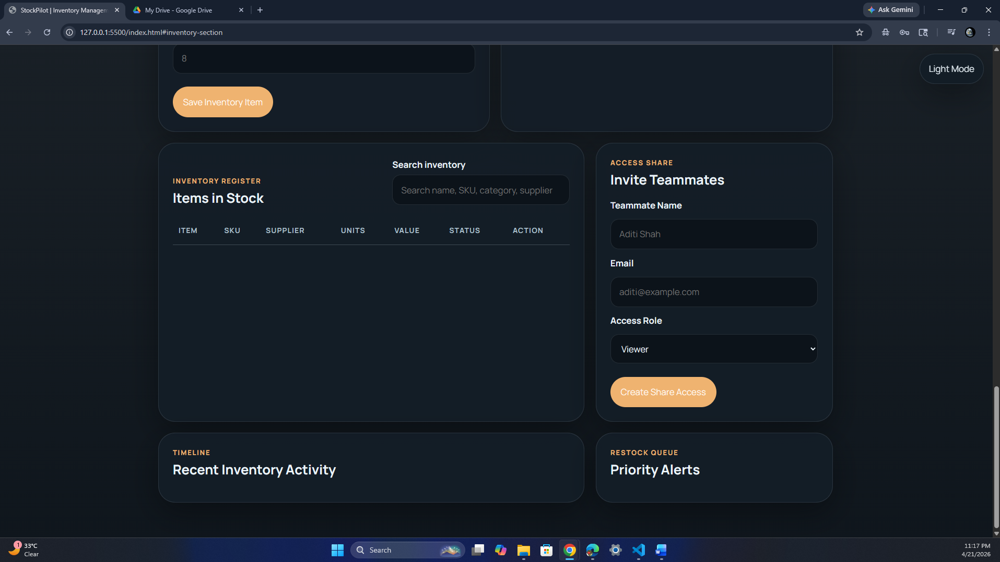 StockPilot | Inventory Managem
My Drive - Google Drive
Ask Gemini
127.0.0.1:5500/index.html#inventory-section
Light Mode
8
Save Inventory Item
INVENTORY REGISTER
Items in Stock
Search inventory
Search name, SKU, category, supplier
ITEM SKU SUPPLIER UNITS VALUE STATUS ACTION
ACCESS SHARE
Invite Teammates
Teammate Name
Aditi Shah
Email
aditi@example.com
Access Role
Viewer
Create Share Access
TIMELINE
Recent Inventory Activity
RESTOCK QUEUE
Priority Alerts
1
33°C
Clear
Search
11:17 PM
4/21/2026